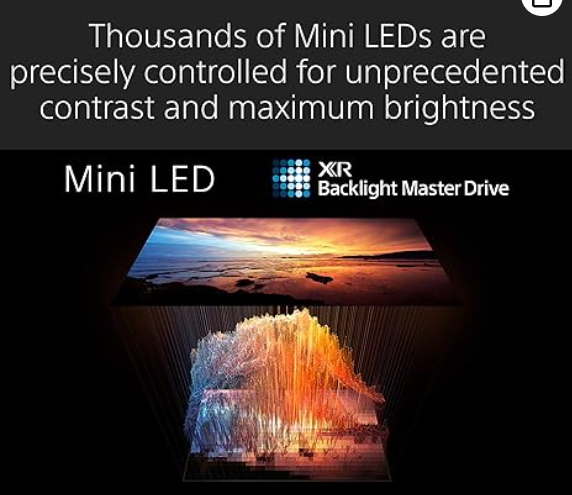 Thousands of Mini LEDs are
precisely controlled for unprecedented
contrast and maximum brightness
Mini LED
XR
Backlight Master Drive